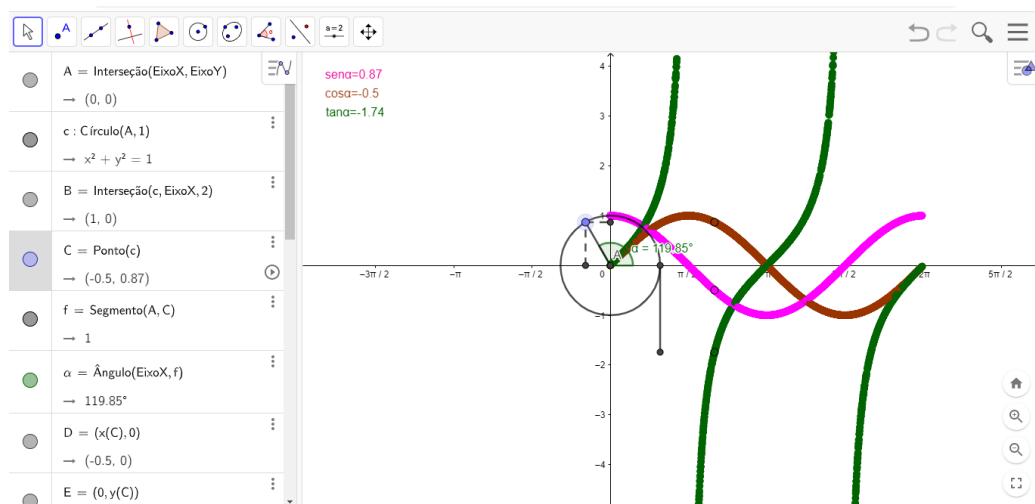 A
a=2
A = Interseção(EixoX, EixoY)
→ (0, 0)
c : Círculo(A, 1)
→ x² + y² = 1
B = Interseção(c, EixoX, 2)
→ (1, 0)
C = Ponto(c)
→ (-0.5, 0.87)
f = Segmento(A, C)
→ 1
α = Ângulo(EixoX, f)
→ 119.85°
D = (x(C), 0)
→ (-0.5, 0)
E = (0, y(C))
senα=0.87
cosα=-0.5
tanα=-1.74
4
3
2
1
α = 119.85°
A
−3π / 2
−π
−π / 2
0
π / 2
π
3π / 2
2π
5π / 2
−1
−2
−3
−4